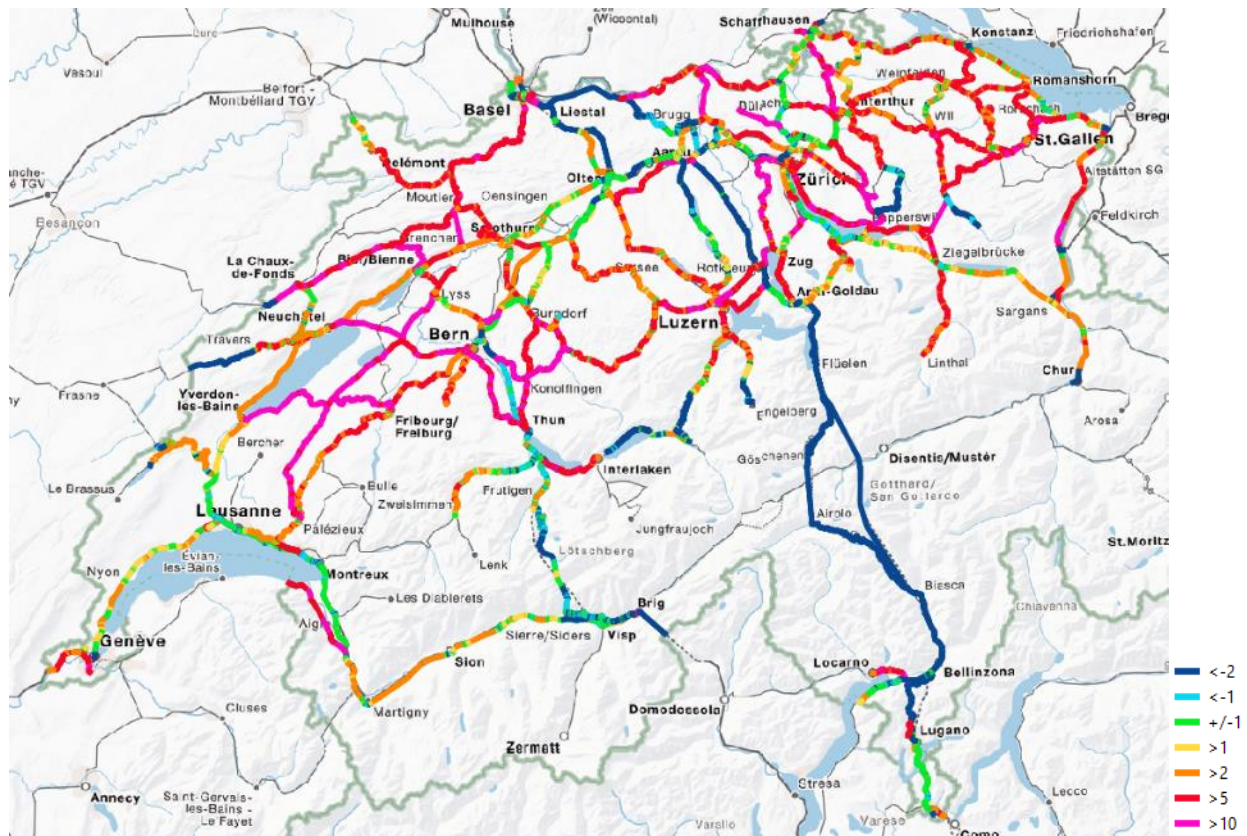 Mulhouse
(Wiesental)
Schaffhausen
Konstanz
Friedrichshafen
Vesoul
Belfort -
Montbéliard TGV
Weinfelden
Romanshorn
Basel
Liestal
Brugg
Wil
Rorschach
St.Gallen
Aarau
Altstätten SG
Delémont
Olten
Zürich
TGV
Besançon
Moutier
Oensingen
Feldkirch
Solothurn
Rapperswil
La Chaux-
de-Fonds
Biel/Bienne
Sursee
Rotkreuz
Zug
Ziegelbrücke
Lyss
Arth-Goldau
Neuchâtel
Burgdorf
Luzern
Sargans
Travers
Bern
Flüelen
Linthal
Chur
Frasne
Yverdon-
les-Bains
Konolfingen
Engelberg
Arosa
Bercher
Fribourg/
Freiburg
Thun
Göschenen
Disentis/Mustér
Le Brassus
Bulle
Interlaken
Zweisimmen
Frutigen
Gotthard/
San Gottardo
Lausanne
Palézieux
Jungfraujoch
Airolo
St.Moritz
Evian-
les-Bains
Lötschberg
Nyon
Montreux
Lenk
Biasca
Les Diablerets
Brig
Chiavenna
Genève
Sierre/Siders
Visp
Sion
Locarno
Bellinzona
Martigny
Domodossola
Cluses
Lugano
Zermatt
Annecy
Saint-Gervais-
les-Bains -
Le Fayet
Stresa
Lecco
Varallo
Varese
Como
<-2
<-1
+/-1
>1
>2
>5
>10